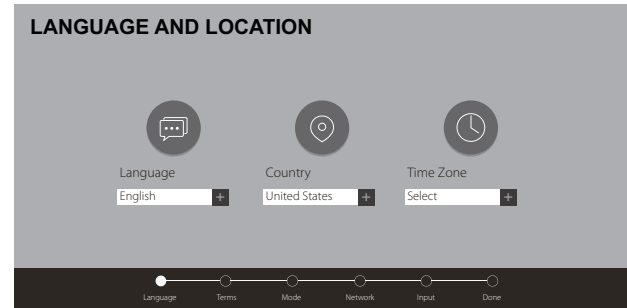 LANGUAGE AND LOCATION
Language Country Time Zone
English + United States + Select +
Language Terms Mode Network Input Done